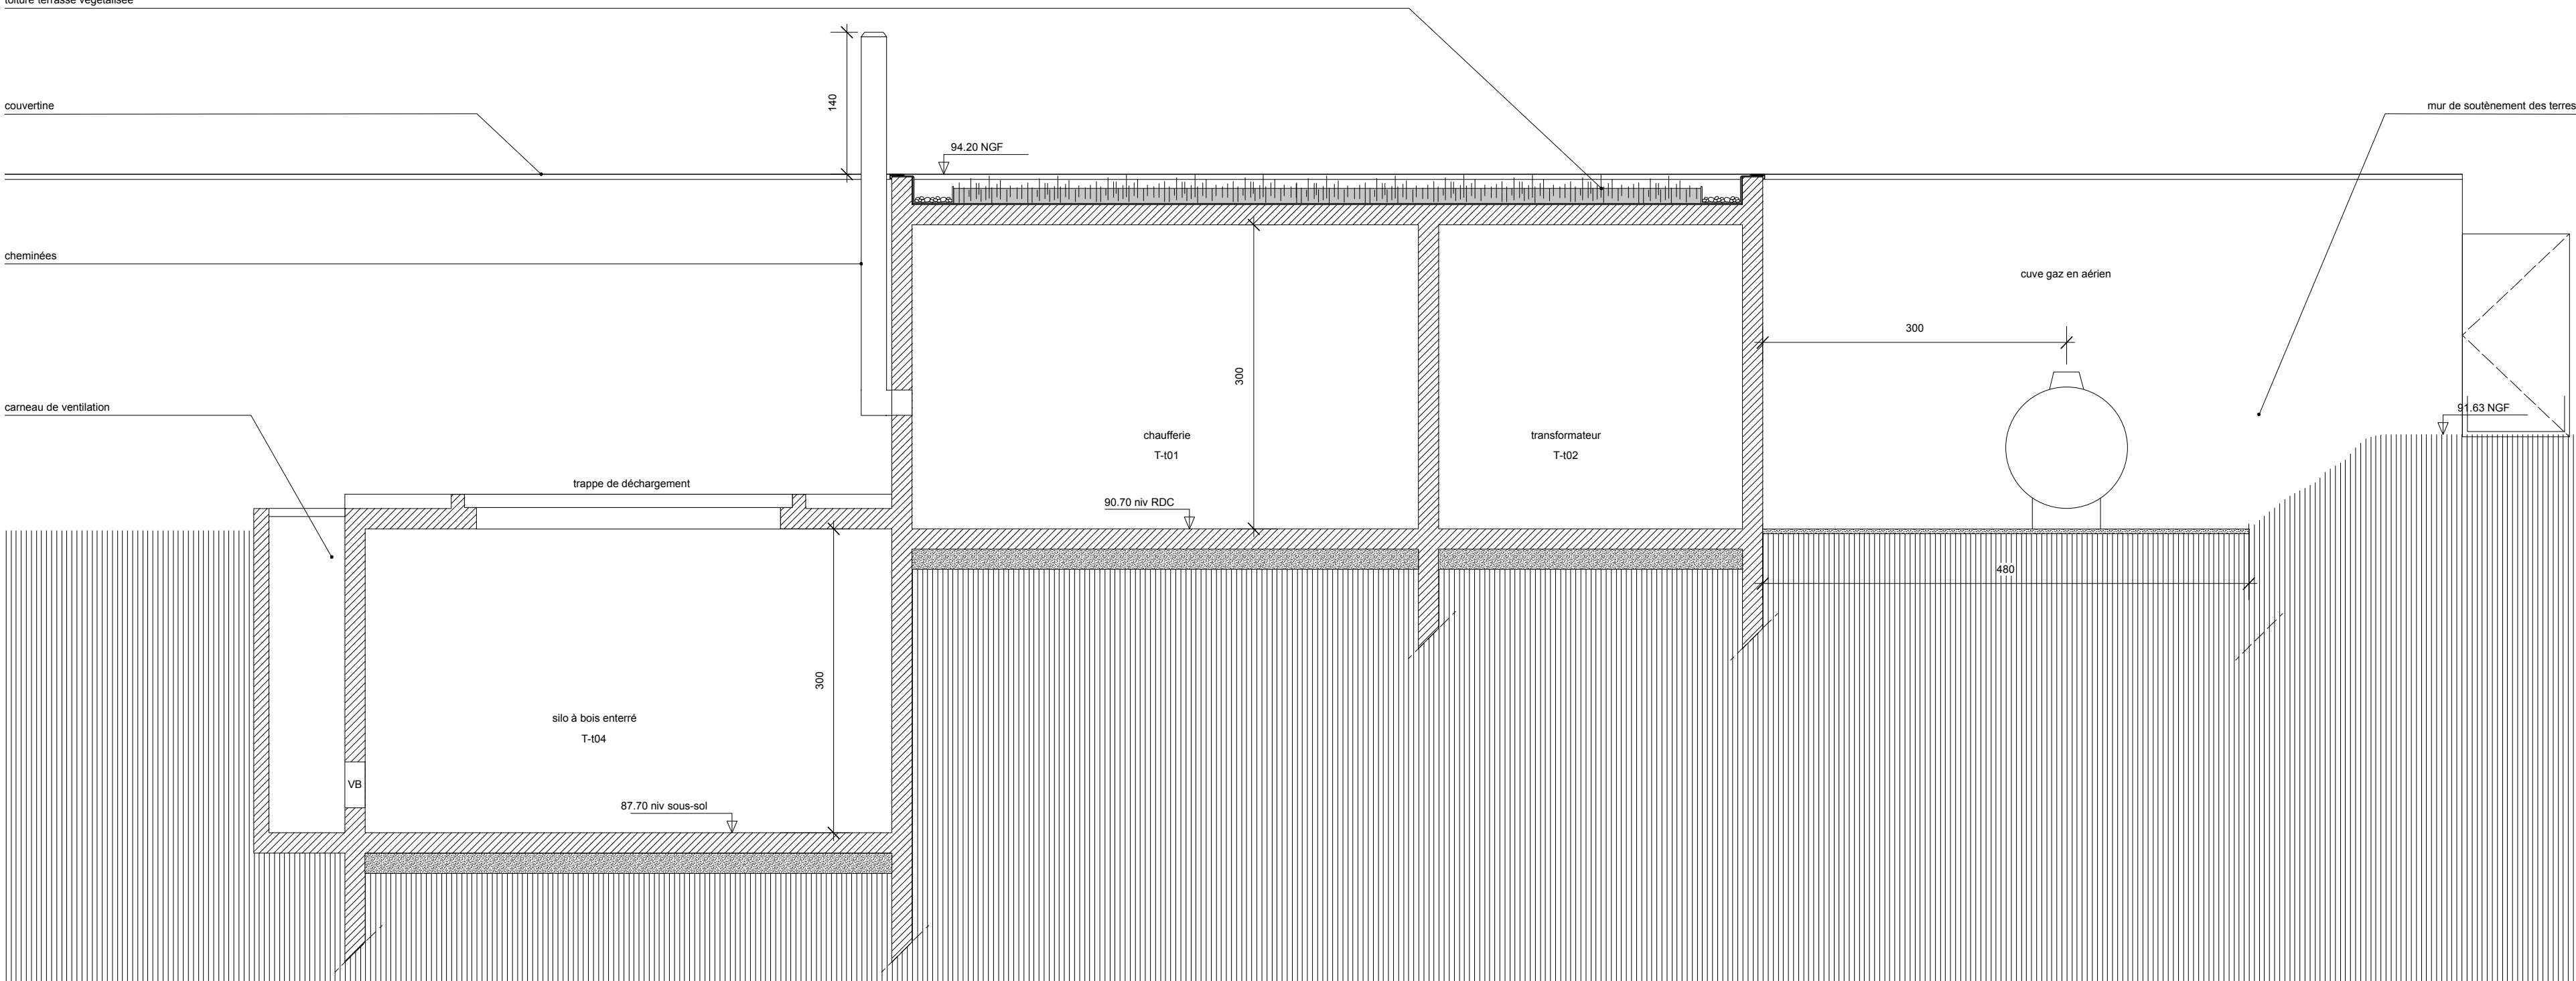 toiture terrasse végétalisée
couvertine
mur de soutènement des terres
140
94.20 NGF
cheminées
cuve gaz en aérien
300
300
carneau de ventilation
91.63 NGF
chaufferie
T-t01
transformateur
T-t02
trappe de déchargement
90.70 niv RDC
480
300
silo à bois enterré
T-t04
VB
87.70 niv sous-sol